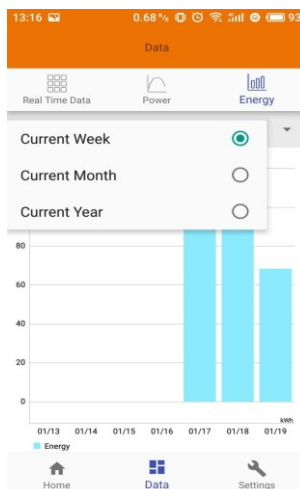 13:16 0.68 % 93
Data
Real Time Data Power Energy
Current Week
Current Month
Current Year
80
60
40
20
0
kWh
01/13 01/14 01/15 01/16 01/17 01/18 01/19
Energy
Home Data Settings